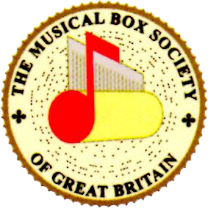 THE MUSICAL BOX SOCIETY
OF GREAT BRITAIN